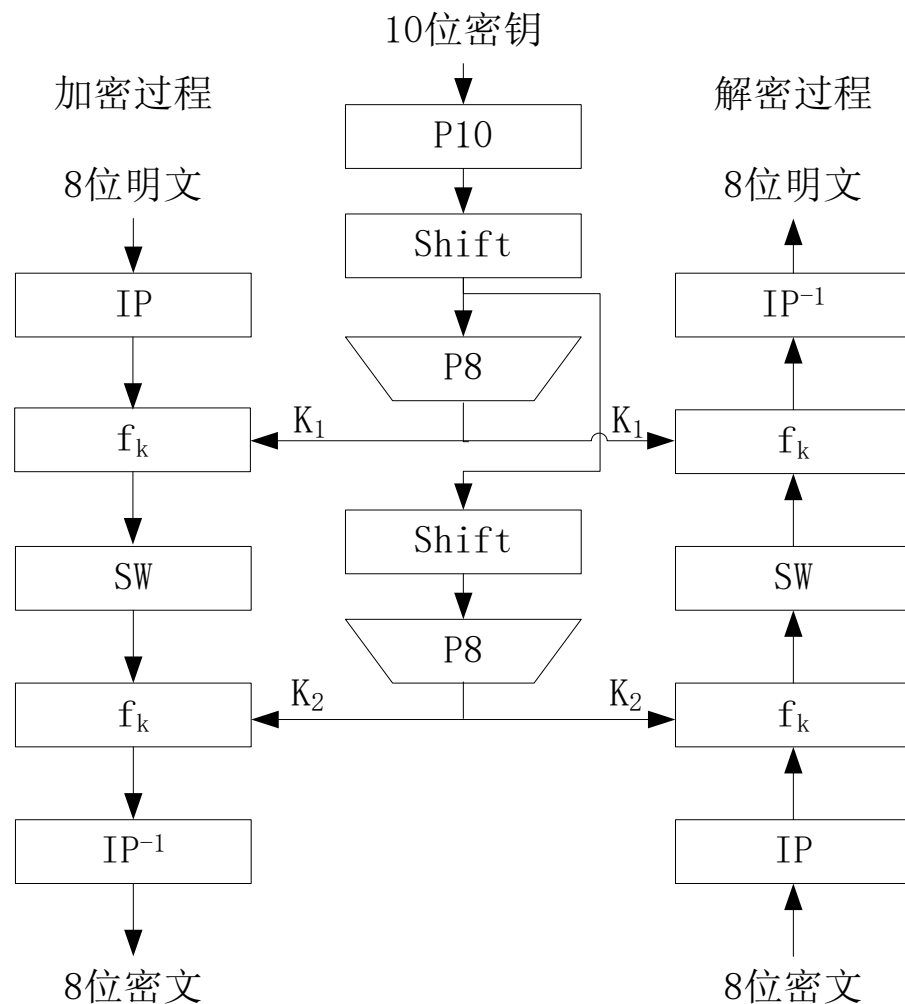 10位密钥
加密过程
解密过程
P10
8位明文
8位明文
Shift
IP
IP⁻¹
P8
K₁
K₁
fₖ
fₖ
Shift
SW
SW
P8
K₂
K₂
fₖ
fₖ
IP⁻¹
IP
8位密文
8位密文